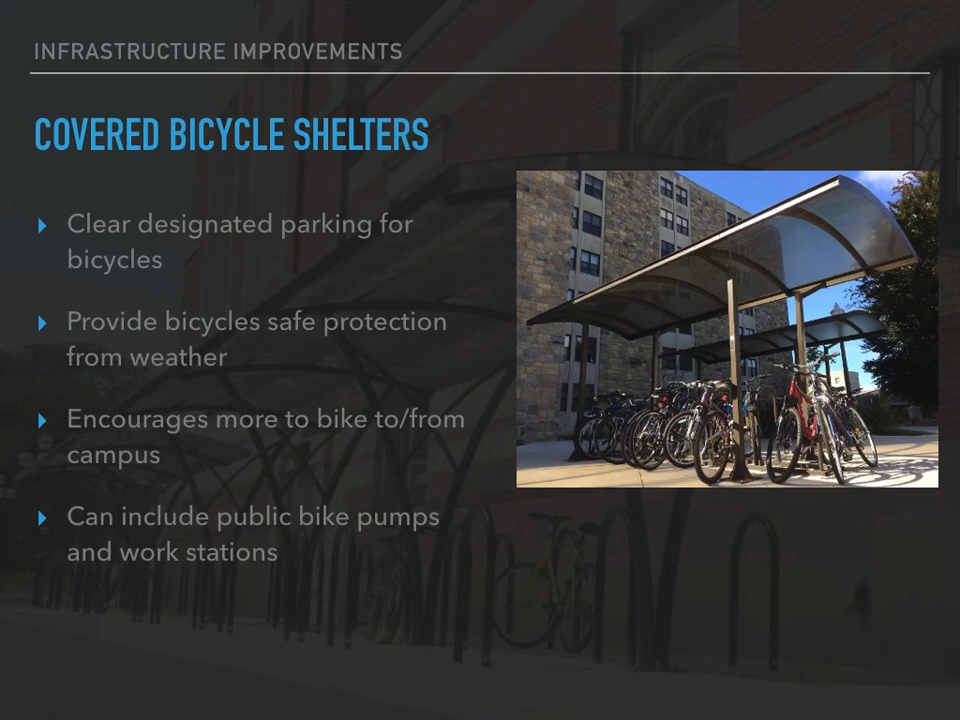 INFRASTRUCTURE IMPROVEMENTS
COVERED BICYCLE SHELTERS
Clear designated parking for
bicycles
Provide bicycles safe protection
from weather
Encourages more to bike to/from
campus
Can include public bike pumps
and work stations